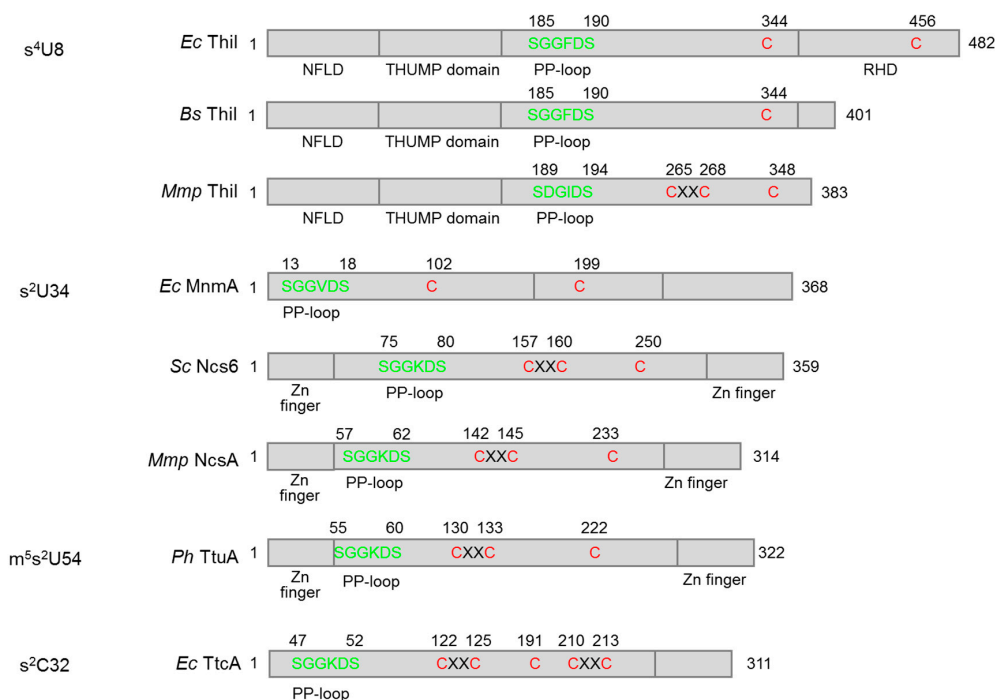 185 190 344 456
s⁴U8 Ec ThiI 1 SGGFDS C C 482
NFLD THUMP domain PP-loop RHD
185 190 344
Bs ThiI 1 SGGFDS C 401
NFLD THUMP domain PP-loop
189 194 265 268 348
Mmp ThiI 1 SDGIDS CXXC C 383
NFLD THUMP domain PP-loop
13 18 102 199
s²U34 Ec MnmA 1 SGGVDS C C 368
PP-loop
75 80 157 160 250
Sc Ncs6 1 SGGKDS CXXC C 359
Zn finger PP-loop Zn finger
57 62 142 145 233
Mmp NcsA 1 SGGKDS CXXC C 314
Zn finger PP-loop Zn finger
55 60 130 133 222
m⁵s²U54 Ph TtuA 1 SGGKDS CXXC C 322
Zn finger PP-loop Zn finger
47 52 122 125 191 210 213
s²C32 Ec TtcA 1 SGGKDS CXXC C CXXC 311
PP-loop